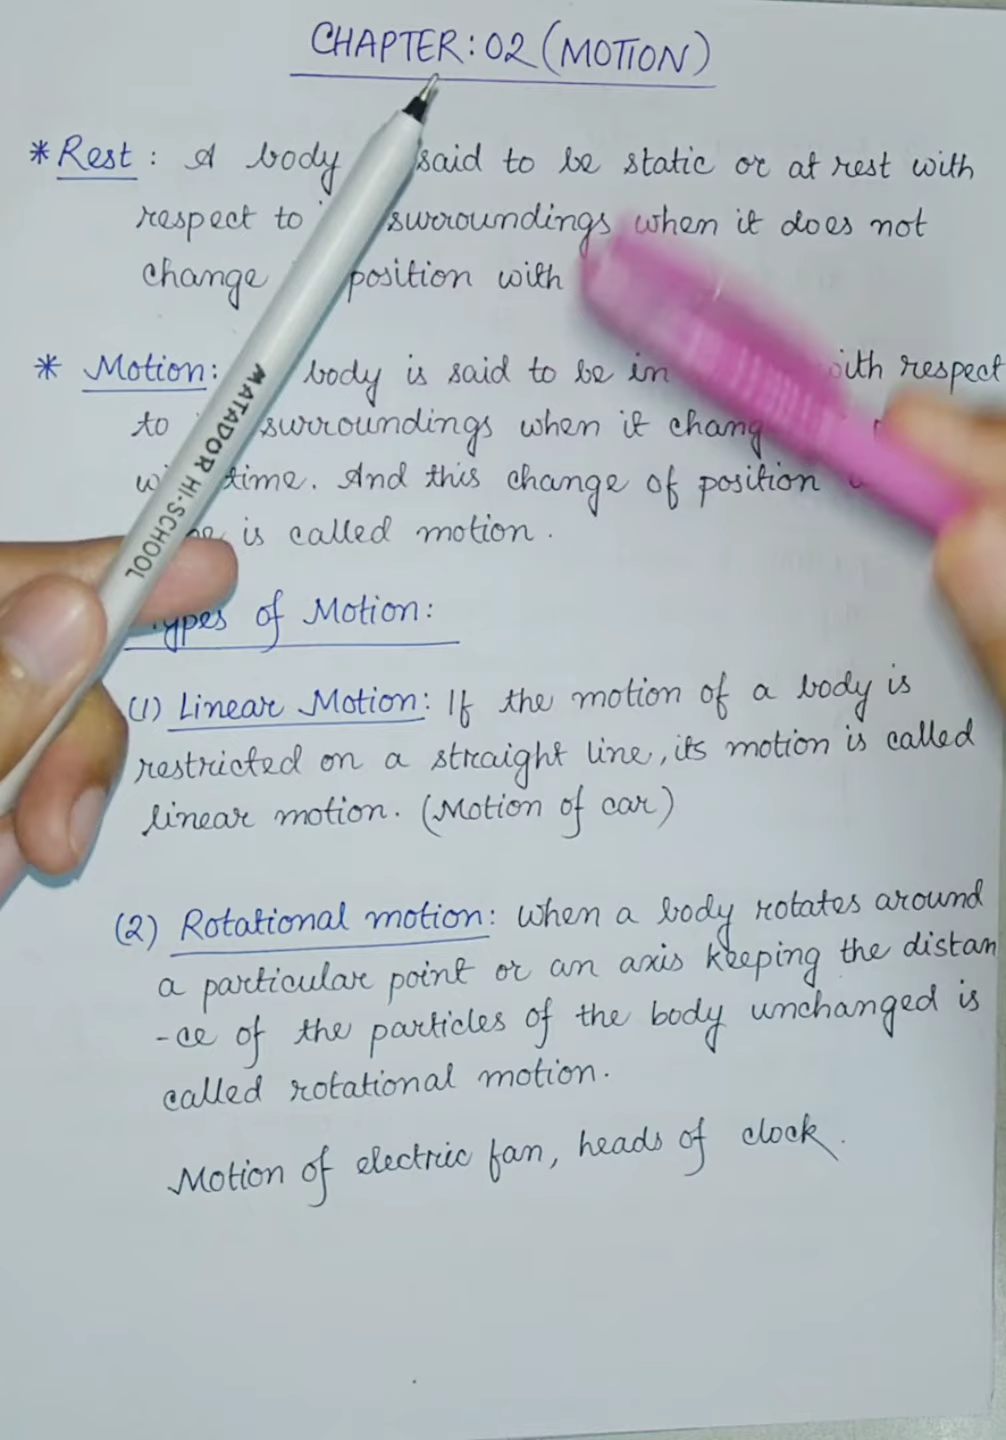 CHAPTER: 02 (MOTION)
* Rest : A body said to be static or at rest with
respect to surroundings when it does not
change position with
* Motion: body is said to be in with respect
to surroundings when it
time. And this change of position
is called motion.
Types of Motion:
(1) Linear Motion: If the motion of a body is
restricted on a straight line, its motion is called
linear motion. (Motion of car)
(2) Rotational motion: when a body rotates around
a particular point or an axis keeping the distan
-ce of the particles of the body unchanged is
called rotational motion.
Motion of electric fan, heads of clock.
MATADOR HI-SCHOOL